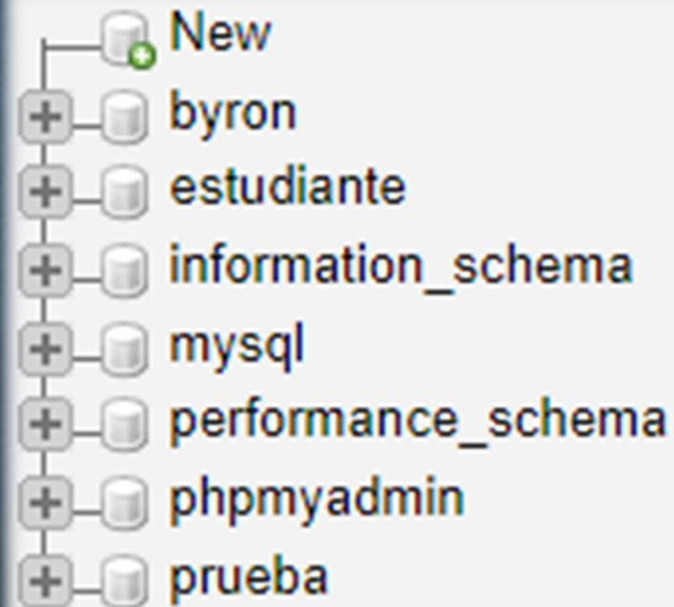 New
byron
estudiante
information_schema
mysql
performance_schema
phpmyadmin
prueba